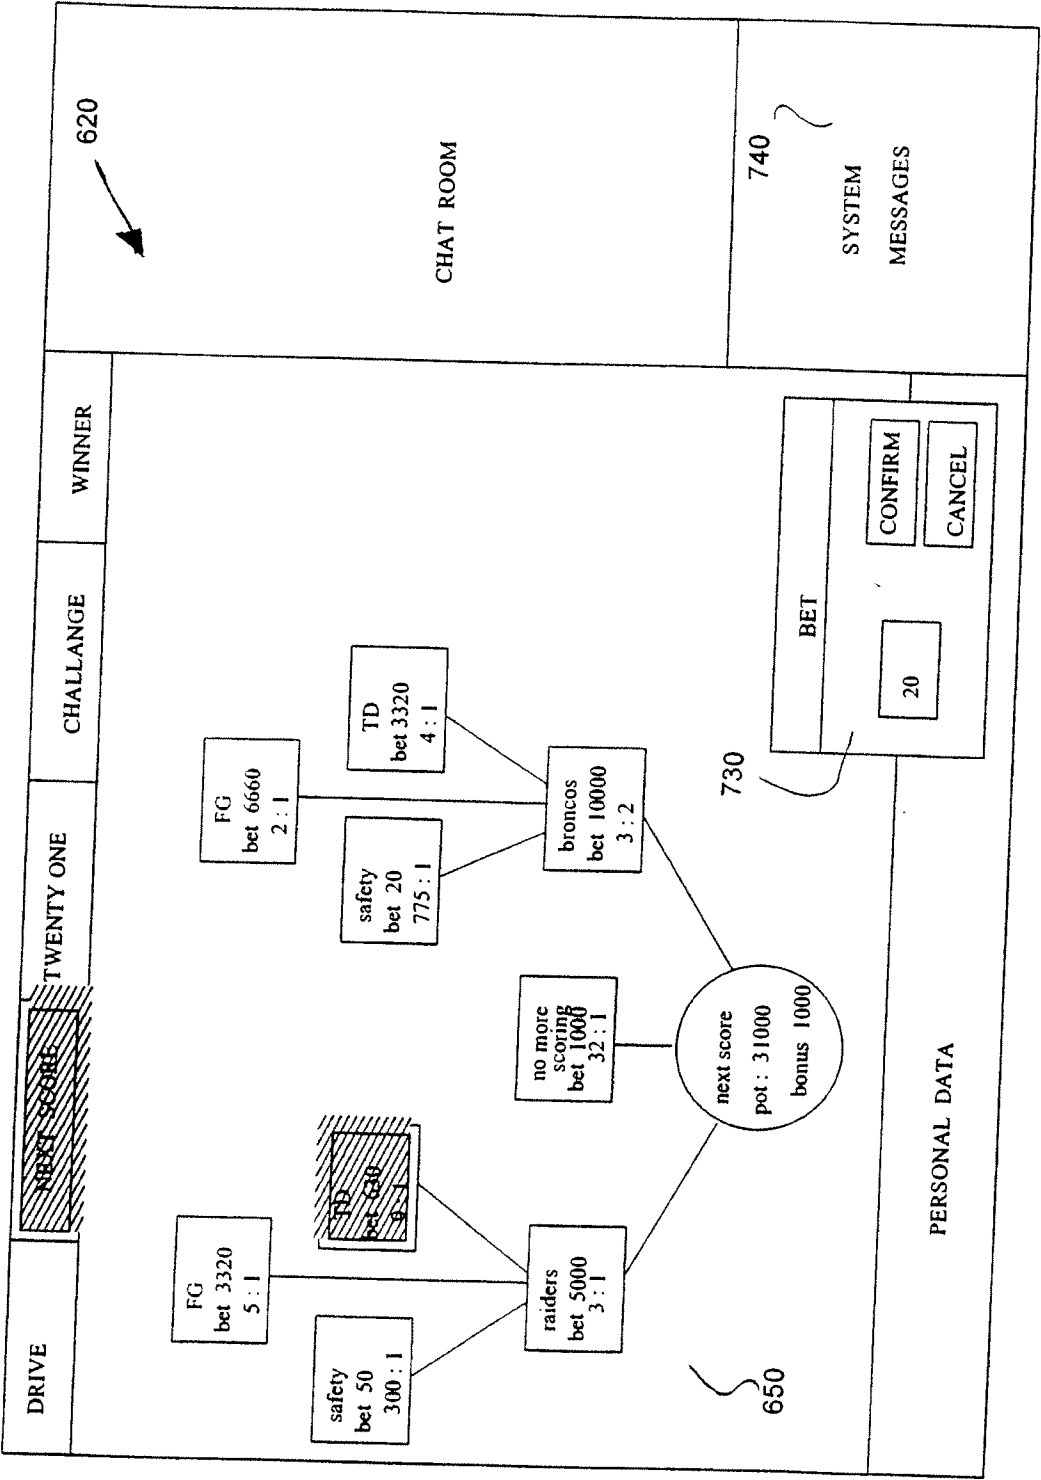 DRIVE
NEXT SCORE
TWENTY ONE
CHALLANGE
WINNER
620
CHAT ROOM
740
SYSTEM
MESSAGES
FG
bet 3320
5 : 1
safety
bet 50
300 : 1
TD
bet 630
raiders
bet 5000
3 : 1
no more
scoring
bet 1000
32 : 1
FG
bet 6660
2 : 1
safety
bet 20
775 : 1
TD
bet 3320
4 : 1
broncos
bet 10000
3 : 2
next score
pot : 31000
bonus 1000
650
730
BET
20
CONFIRM
CANCEL
PERSONAL DATA